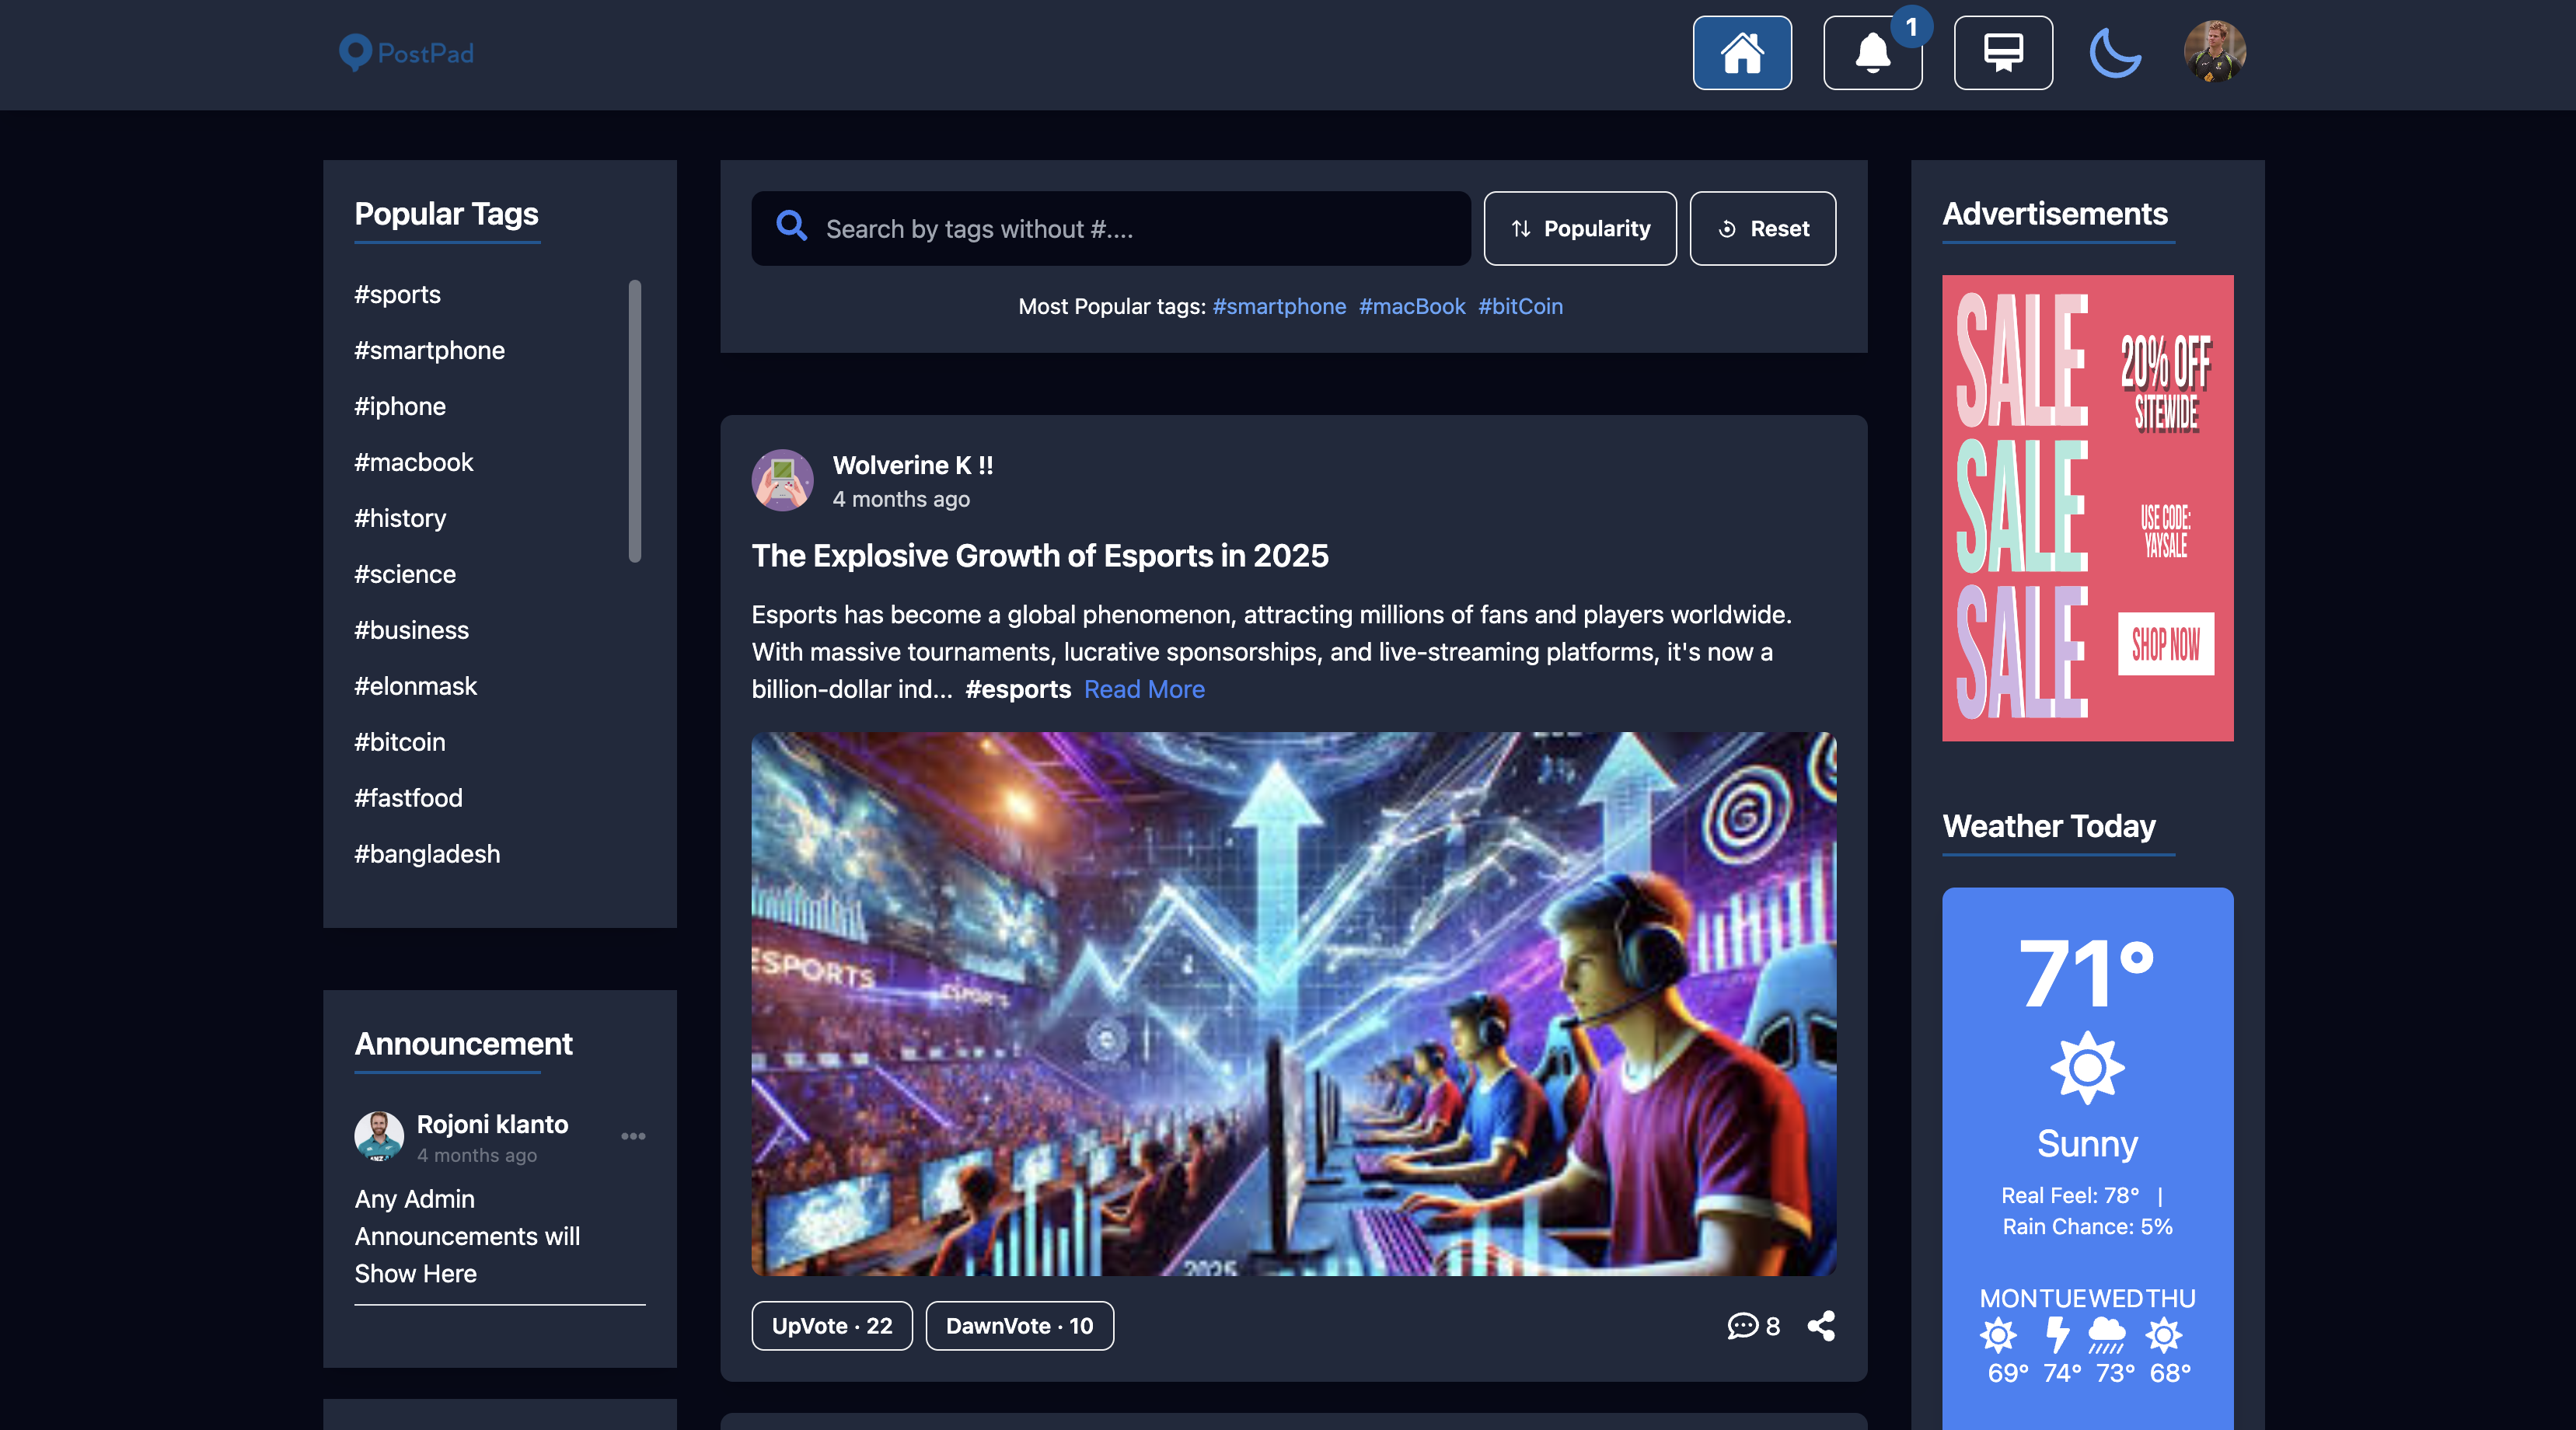 PostPad
1
Popular Tags
#sports
#smartphone
#iphone
#macbook
#history
#science
#business
#elonmask
#bitcoin
#fastfood
#bangladesh
Announcement
Rojoni klanto
4 months ago
Any Admin
Announcements will
Show Here
Search by tags without #....
Popularity
Reset
Most Popular tags: #smartphone #macBook #bitCoin
Wolverine K !!
4 months ago
The Explosive Growth of Esports in 2025
Esports has become a global phenomenon, attracting millions of fans and players worldwide.
With massive tournaments, lucrative sponsorships, and live-streaming platforms, it's now a
billion-dollar ind... #esports Read More
ESPORTS
ESPORTS
2025
UpVote · 22
DawnVote · 10
8
Advertisements
SALE
SALE
SALE
20% OFF
SITEWIDE
USE CODE:
YAYSALE
SHOP NOW
Weather Today
71°
Sunny
Real Feel: 78° |
Rain Chance: 5%
MONTUEWEDTHU
69° 74° 73° 68°